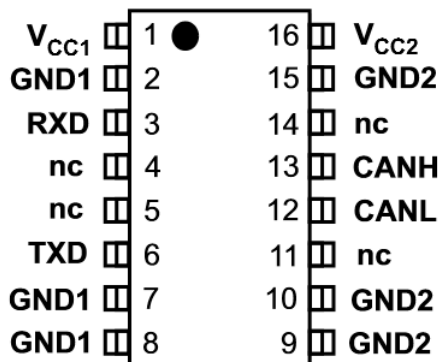 VCC1 1 16 VCC2
GND1 2 15 GND2
RXD 3 14 nc
nc 4 13 CANH
nc 5 12 CANL
TXD 6 11 nc
GND1 7 10 GND2
GND1 8 9 GND2